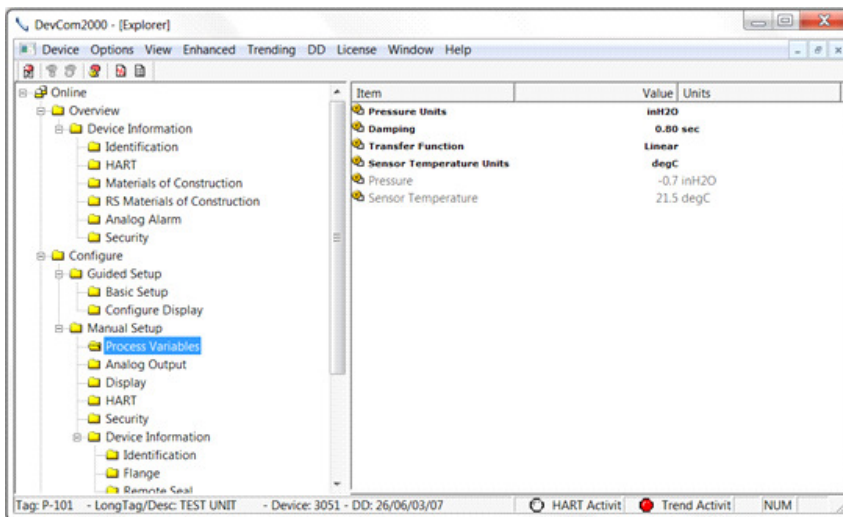 DevCom2000 - [Explorer]
Device Options View Enhanced Trending DD License Window Help
Online
Overview
Device Information
Identification
HART
Materials of Construction
RS Materials of Construction
Analog Alarm
Security
Configure
Guided Setup
Basic Setup
Configure Display
Manual Setup
Process Variables
Analog Output
Display
HART
Security
Device Information
Identification
Flange
Remote Seal
Item Value Units
Pressure Units inH2O
Damping 0.80 sec
Transfer Function Linear
Sensor Temperature Units degC
Pressure -0.7 inH2O
Sensor Temperature 21.5 degC
Tag: P-101 - LongTag/Desc: TEST UNIT - Device: 3051 - DD: 26/06/03/07 HART Activit Trend Activit NUM